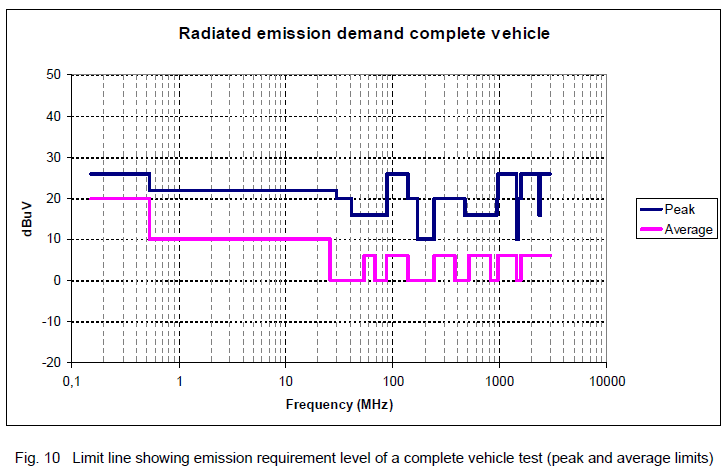 Radiated emission demand complete vehicle
50
40
30
20
10
0
-10
-20
dBuV
0,1 1 10 100 1000 10000
Frequency (MHz)
Peak
Average
Fig. 10 Limit line showing emission requirement level of a complete vehicle test (peak and average limits)